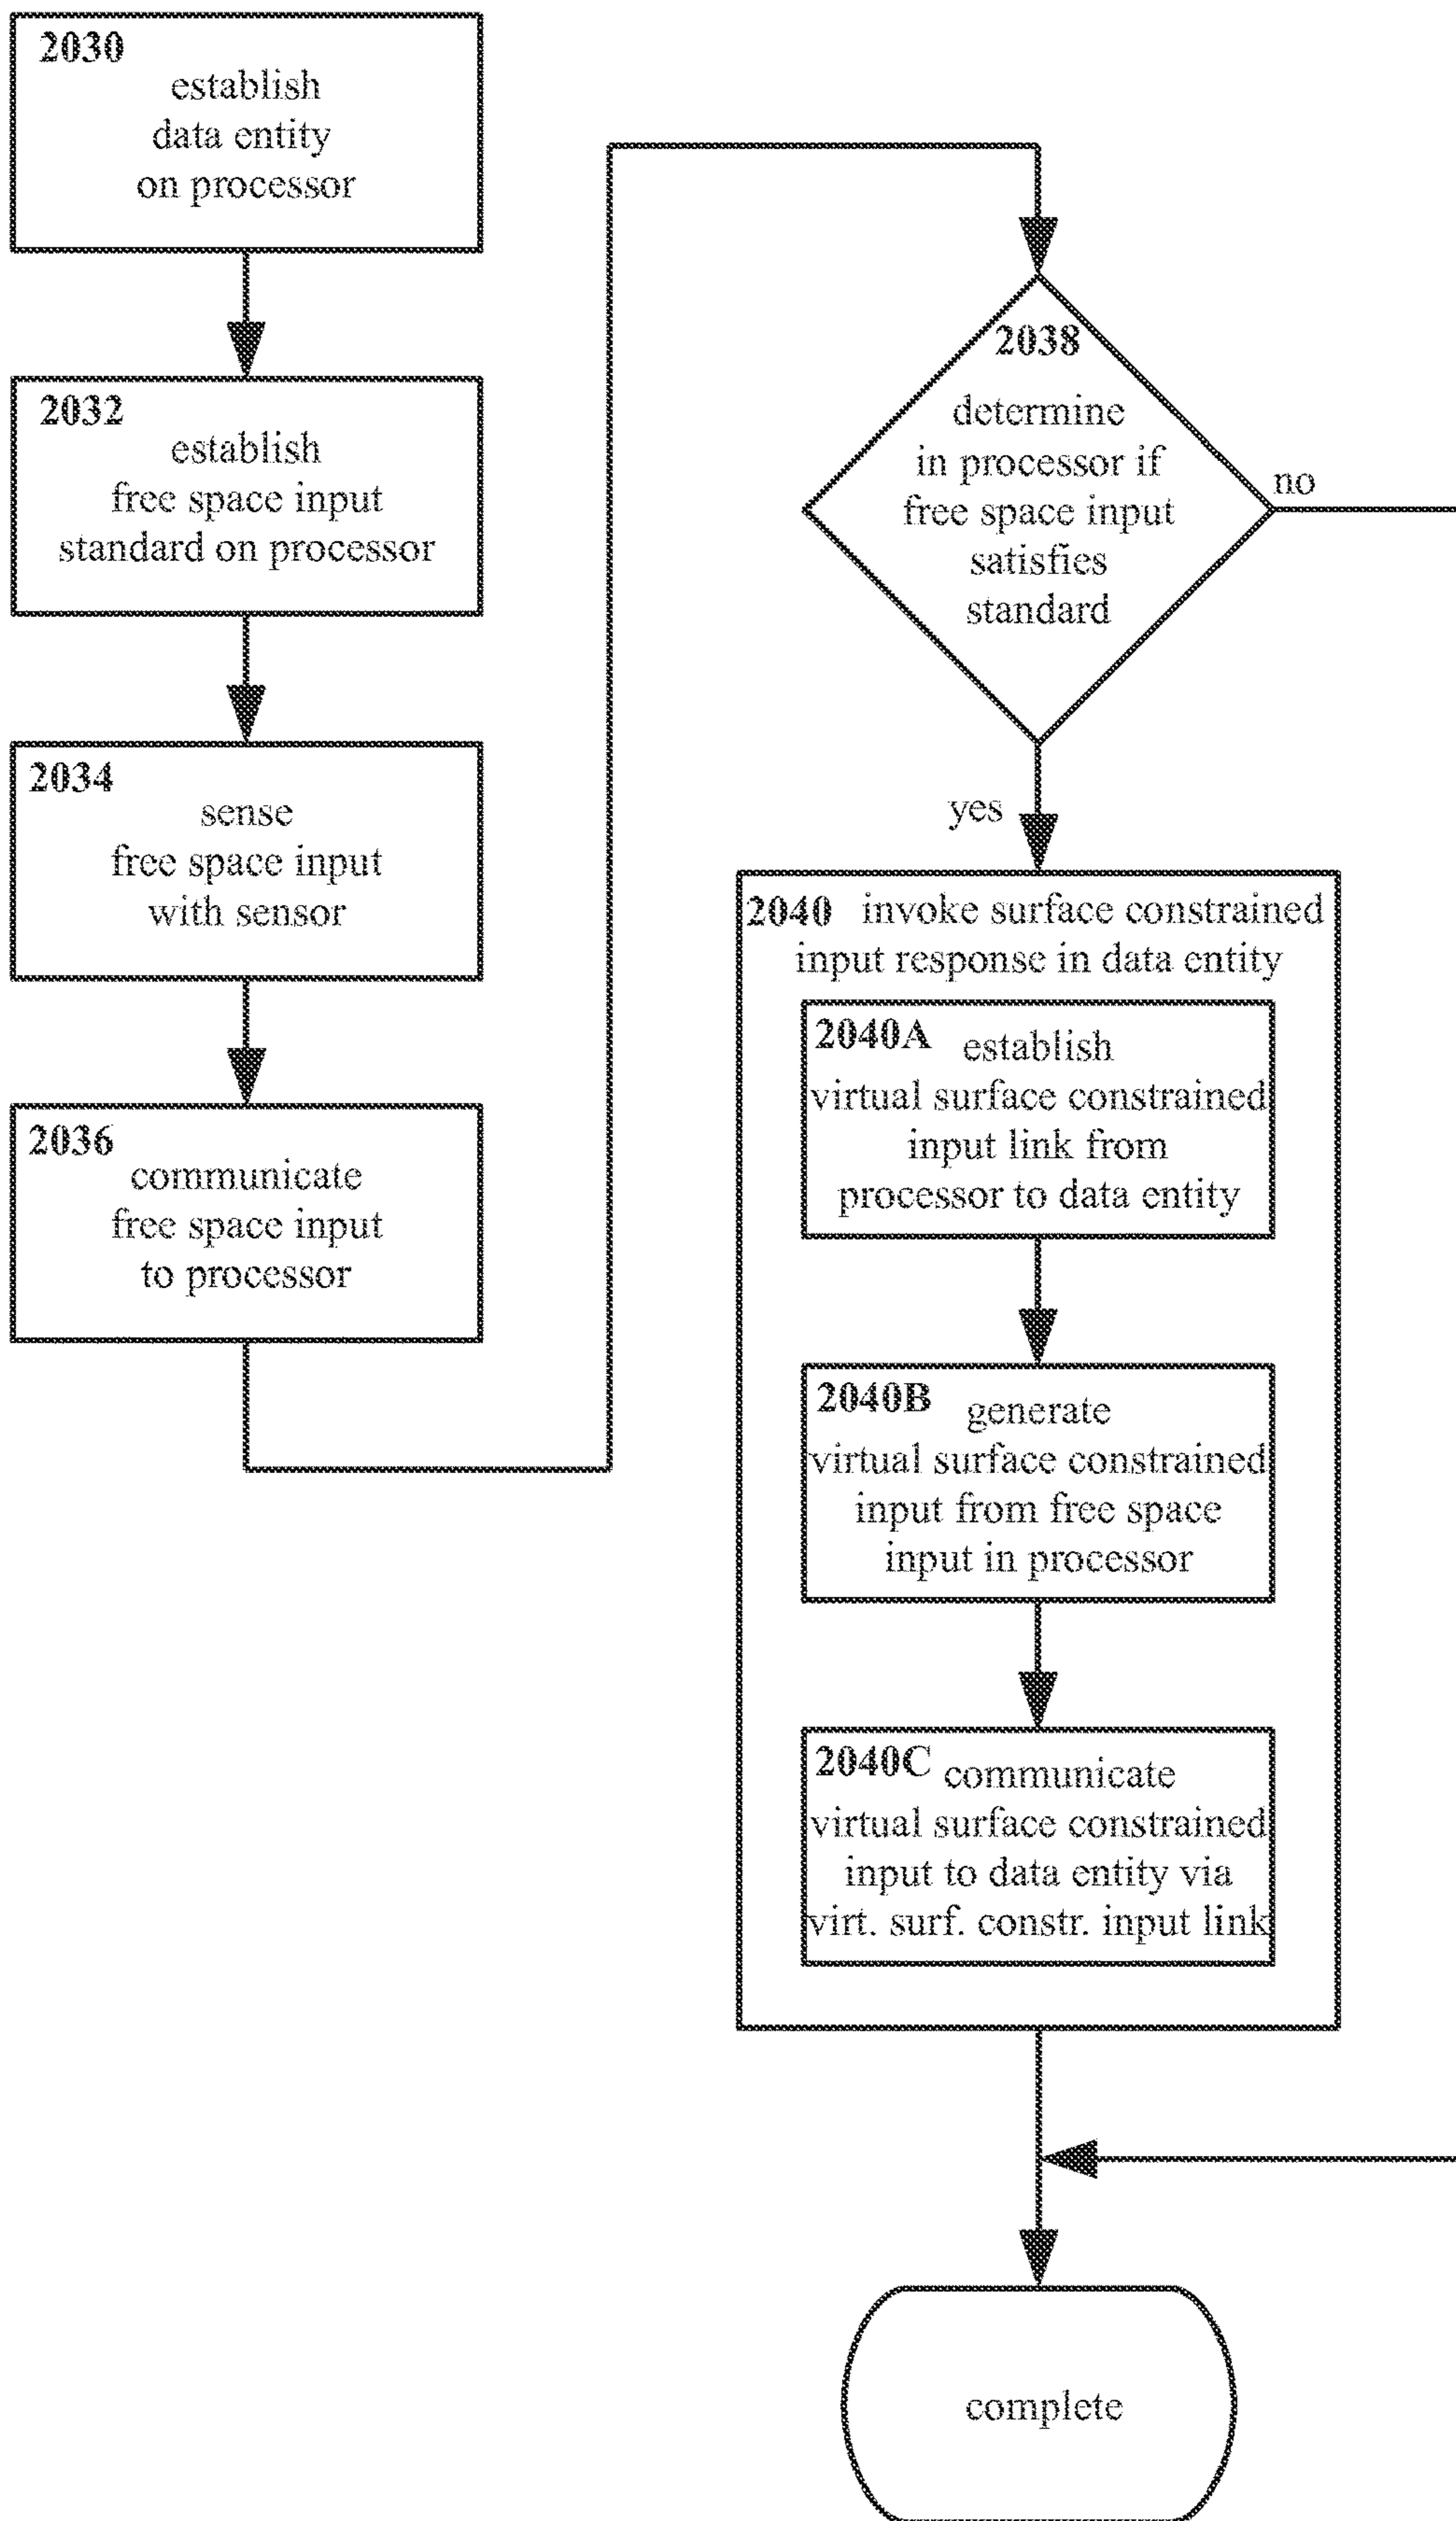 2030
establish
data entity
on processor
2032
establish
free space input
standard on processor
2034
sense
free space input
with sensor
2036
communicate
free space input
to processor
2038
determine
in processor if
free space input
satisfies
standard
no
yes
2040 invoke surface constrained
input response in data entity
2040A establish
virtual surface constrained
input link from
processor to data entity
2040B generate
virtual surface constrained
input from free space
input in processor
2040C communicate
virtual surface constrained
input to data entity via
virt. surf. constr. input link
complete